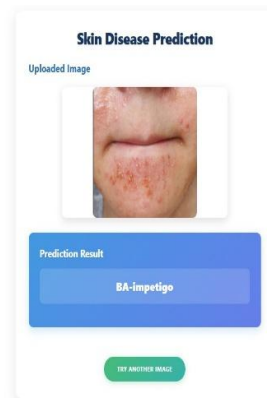 Skin Disease Prediction
Uploaded Image
Prediction Result
BA-impetigo
TRY ANOTHER IMAGE